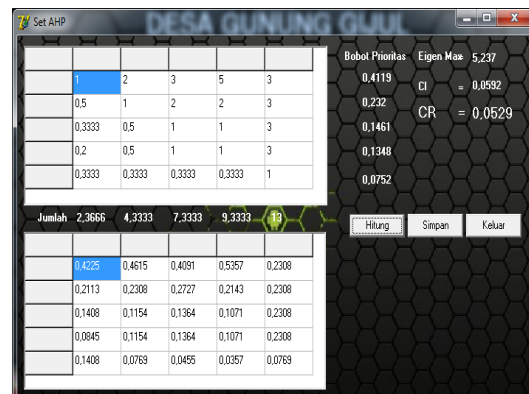 Set AHP
DESA GUNUNG GIJUL
1 2 3 5 3
0,5 1 2 2 3
0,3333 0,5 1 1 3
0,2 0,5 1 1 3
0,3333 0,3333 0,3333 0,3333 1
Bobot Prioritas
0,4119
0,232
0,1461
0,1348
0,0752
Eigen Max = 5,237
CI = 0,0592
CR = 0,0529
Jumlah 2,3666 4,3333 7,3333 9,3333 13
Hitung Simpan Keluar
0,4225 0,4615 0,4091 0,5357 0,2308
0,2113 0,2308 0,2727 0,2143 0,2308
0,1408 0,1154 0,1364 0,1071 0,2308
0,0845 0,1154 0,1364 0,1071 0,2308
0,1408 0,0769 0,0455 0,0357 0,0769